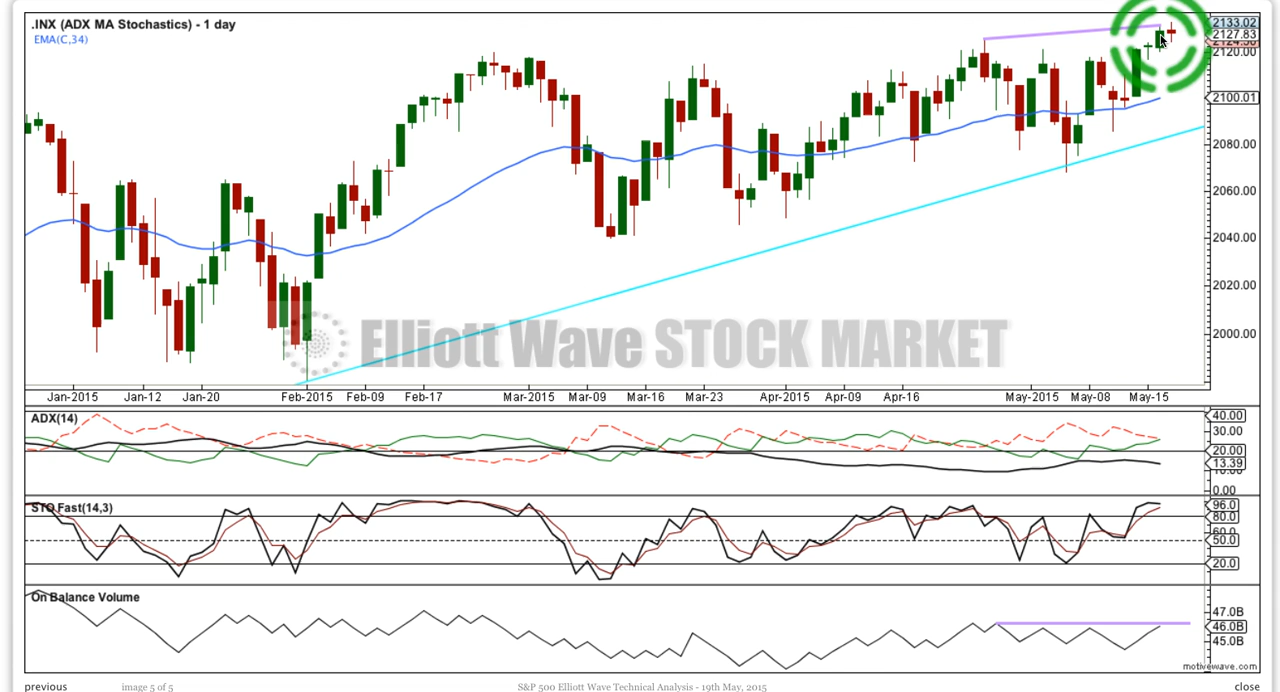 .INX (ADX MA Stochastics) - 1 day
EMA(C,34)
2133.02
2127.83
2124.50
2120.00
2100.01
2080.00
2060.00
2040.00
2020.00
2000.00
Elliott Wave STOCK MARKET
Jan-2015 Jan-12 Jan-20 Feb-2015 Feb-09 Feb-17 Mar-2015 Mar-09 Mar-16 Mar-23 Apr-2015 Apr-09 Apr-16 May-2015 May-08 May-15
ADX(14)
40.00
30.00
20.00
13.39
10.00
0.00
STO Fast(14,3)
96.0
80.0
60.0
50.0
20.0
On Balance Volume
47.0B
46.0B
45.0B
motivewave.com
previous image 5 of 5 S&P 500 Elliott Wave Technical Analysis - 19th May, 2015 close